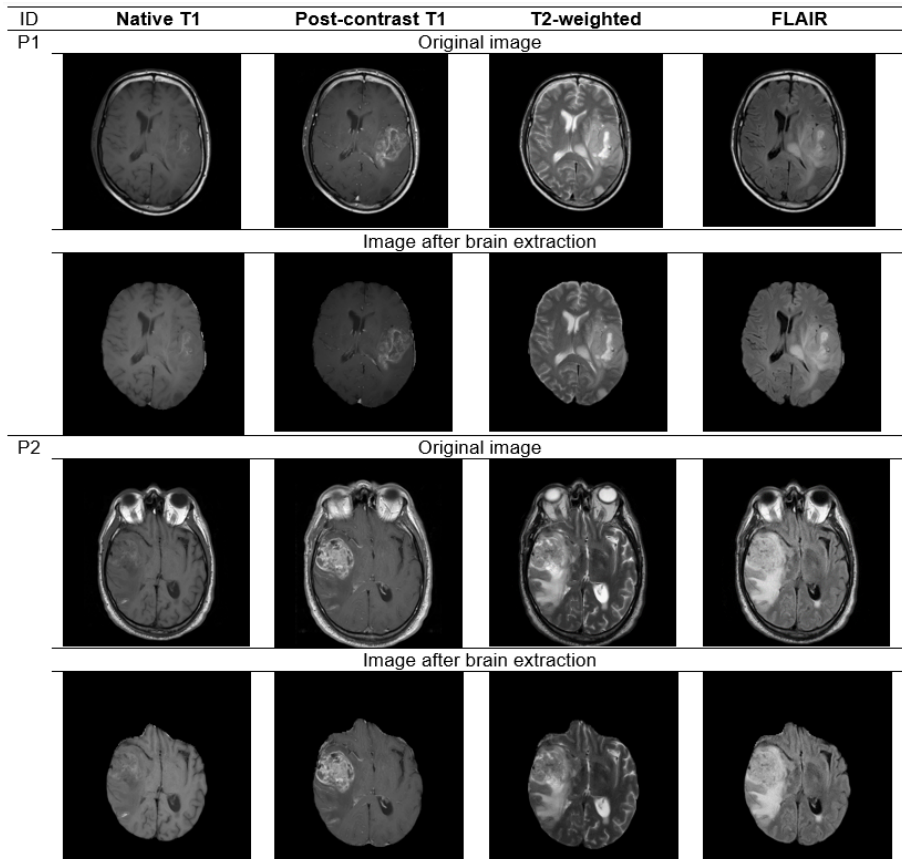 ID Native T1 Post-contrast T1 T2-weighted FLAIR
P1 Original image
Image after brain extraction
P2 Original image
Image after brain extraction